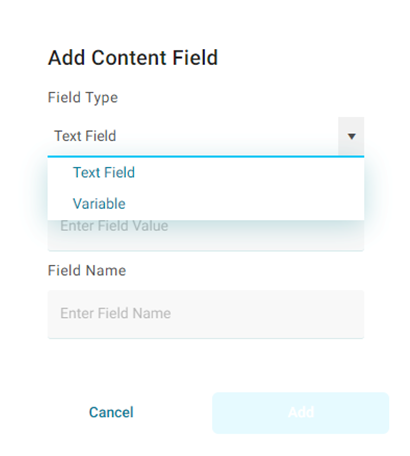 Add Content Field
Field Type
Text Field
Text Field
Variable
Enter Field Value
Field Name
Enter Field Name
Cancel
Add